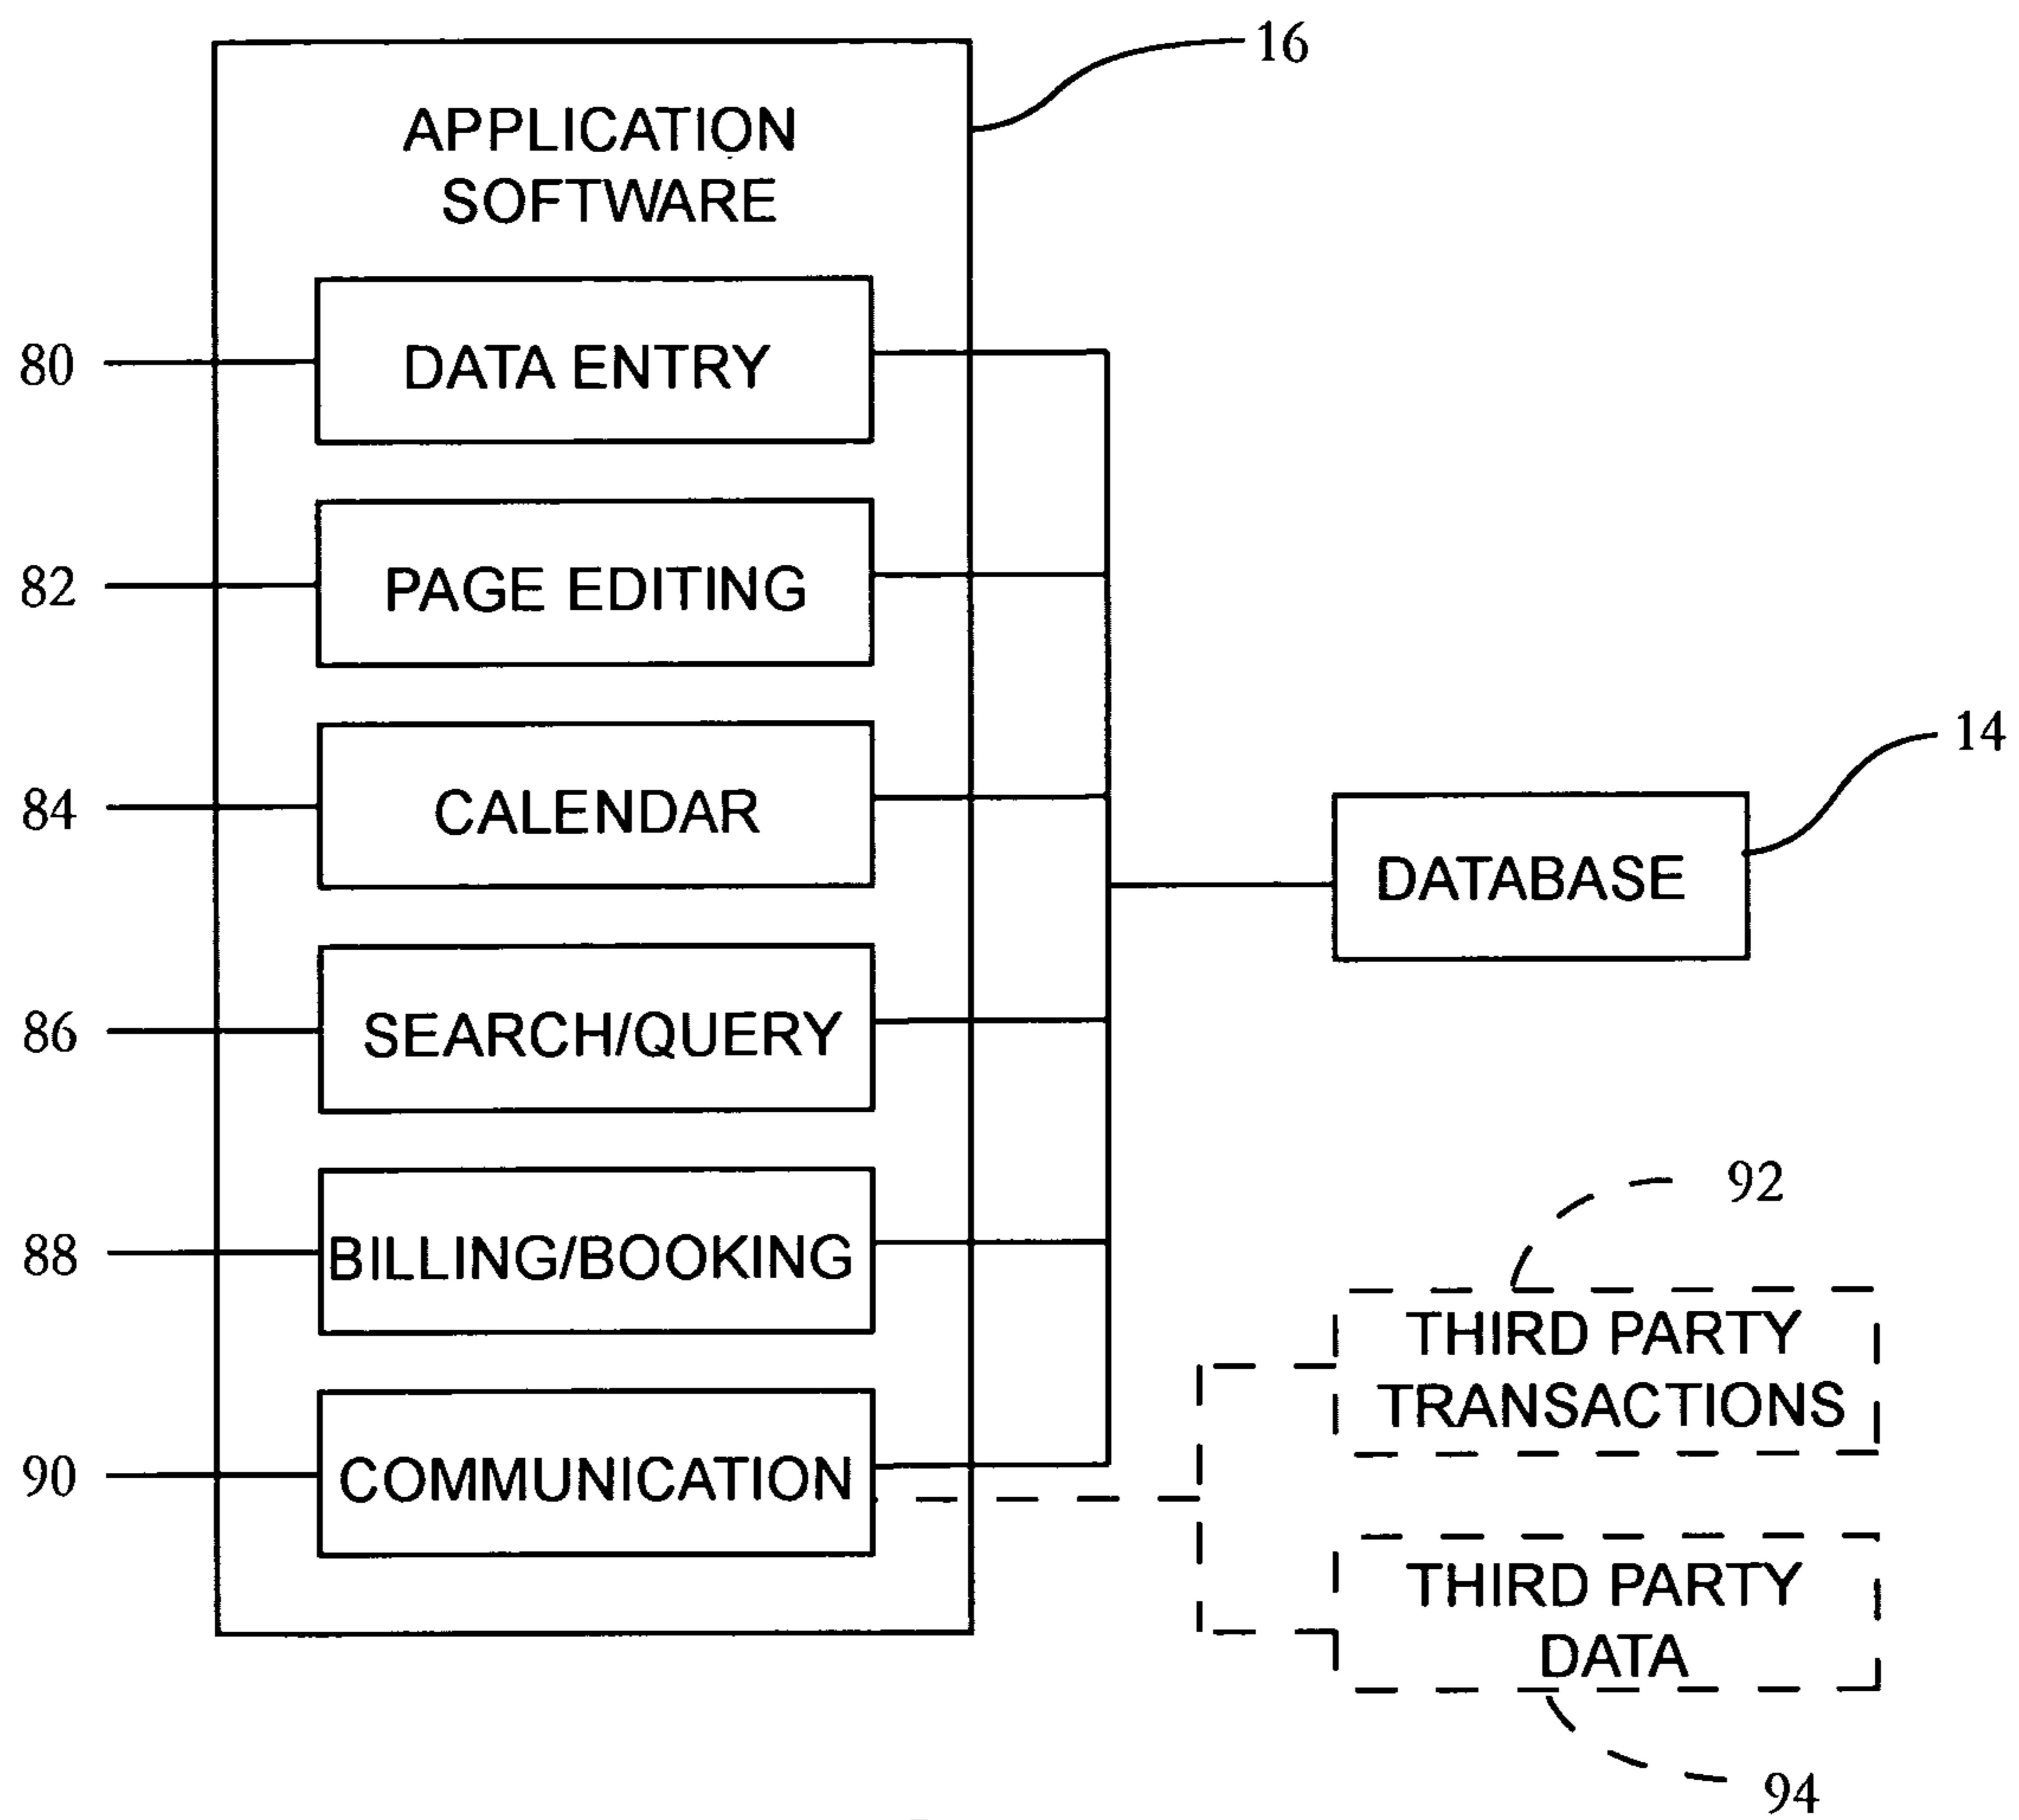 16
APPLICATION
SOFTWARE
80
DATA ENTRY
82
PAGE EDITING
84
CALENDAR
14
DATABASE
86
SEARCH/QUERY
88
BILLING/BOOKING
92
THIRD PARTY
TRANSACTIONS
90
COMMUNICATION
THIRD PARTY
DATA
94